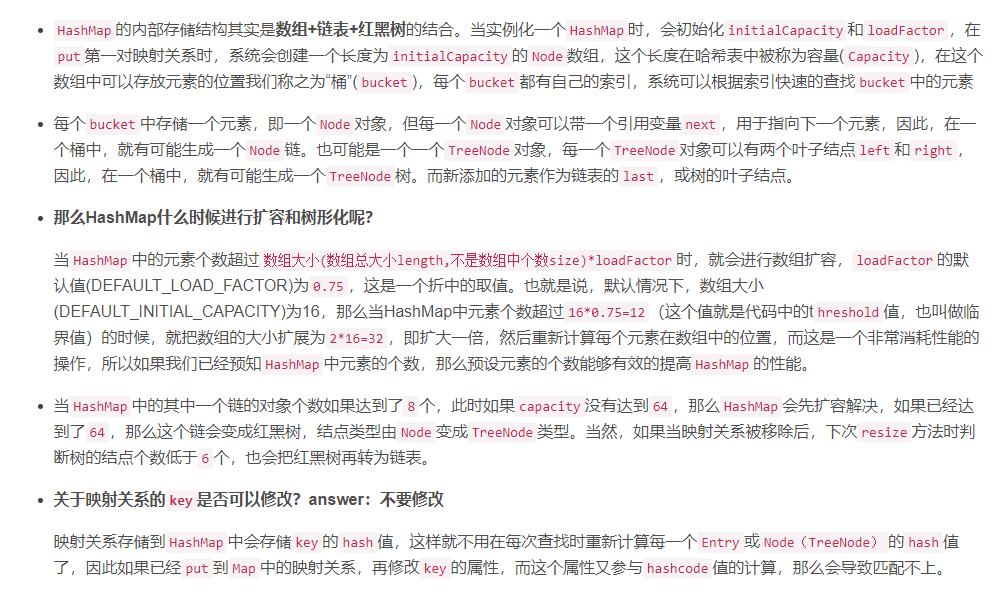 HashMap 的内部存储结构其实是数组+链表+红黑树的结合。当实例化一个 HashMap 时，会初始化 initialCapacity 和 loadFactor ，在
put 第一对映射关系时，系统会创建一个长度为 initialCapacity 的 Node 数组，这个长度在哈希表中被称为容量( Capacity )，在这个
数组中可以存放元素的位置我们称之为“桶”( bucket )，每个 bucket 都有自己的索引，系统可以根据索引快速的查找 bucket 中的元素
每个 bucket 中存储一个元素，即一个 Node 对象，但每一个 Node 对象可以带一个引用变量 next ，用于指向下一个元素，因此，在一
个桶中，就有可能生成一个 Node 链。也可能是一个一个 TreeNode 对象，每一个 TreeNode 对象可以有两个叶子结点 left 和 right ，
因此，在一个桶中，就有可能生成一个 TreeNode 树。而新添加的元素作为链表的 last ，或树的叶子结点。
那么HashMap什么时候进行扩容和树形化呢？
当 HashMap 中的元素个数超过 数组大小(数组总大小length,不是数组中个数size)*loadFactor 时，就会进行数组扩容， loadFactor 的默
认值(DEFAULT_LOAD_FACTOR)为 0.75 ，这是一个折中的取值。也就是说，默认情况下，数组大小
(DEFAULT_INITIAL_CAPACITY)为16，那么当HashMap中元素个数超过 16*0.75=12 （这个值就是代码中的t hreshold 值，也叫做临
界值）的时候，就把数组的大小扩展为 2*16=32 ，即扩大一倍，然后重新计算每个元素在数组中的位置，而这是一个非常消耗性能的
操作，所以如果我们已经预知 HashMap 中元素的个数，那么预设元素的个数能够有效的提高 HashMap 的性能。
当 HashMap 中的其中一个链的对象个数如果达到了 8 个，此时如果 capacity 没有达到 64 ，那么 HashMap 会先扩容解决，如果已经达
到了 64 ，那么这个链会变成红黑树，结点类型由 Node 变成 TreeNode 类型。当然，如果当映射关系被移除后，下次 resize 方法时判
断树的结点个数低于 6 个，也会把红黑树再转为链表。
关于映射关系的 key 是否可以修改？answer：不要修改
映射关系存储到 HashMap 中会存储 key 的 hash 值，这样就不用在每次查找时重新计算每一个 Entry 或 Node（TreeNode） 的 hash 值
了，因此如果已经 put 到 Map 中的映射关系，再修改 key 的属性，而这个属性又参与 hashcode 值的计算，那么会导致匹配不上。